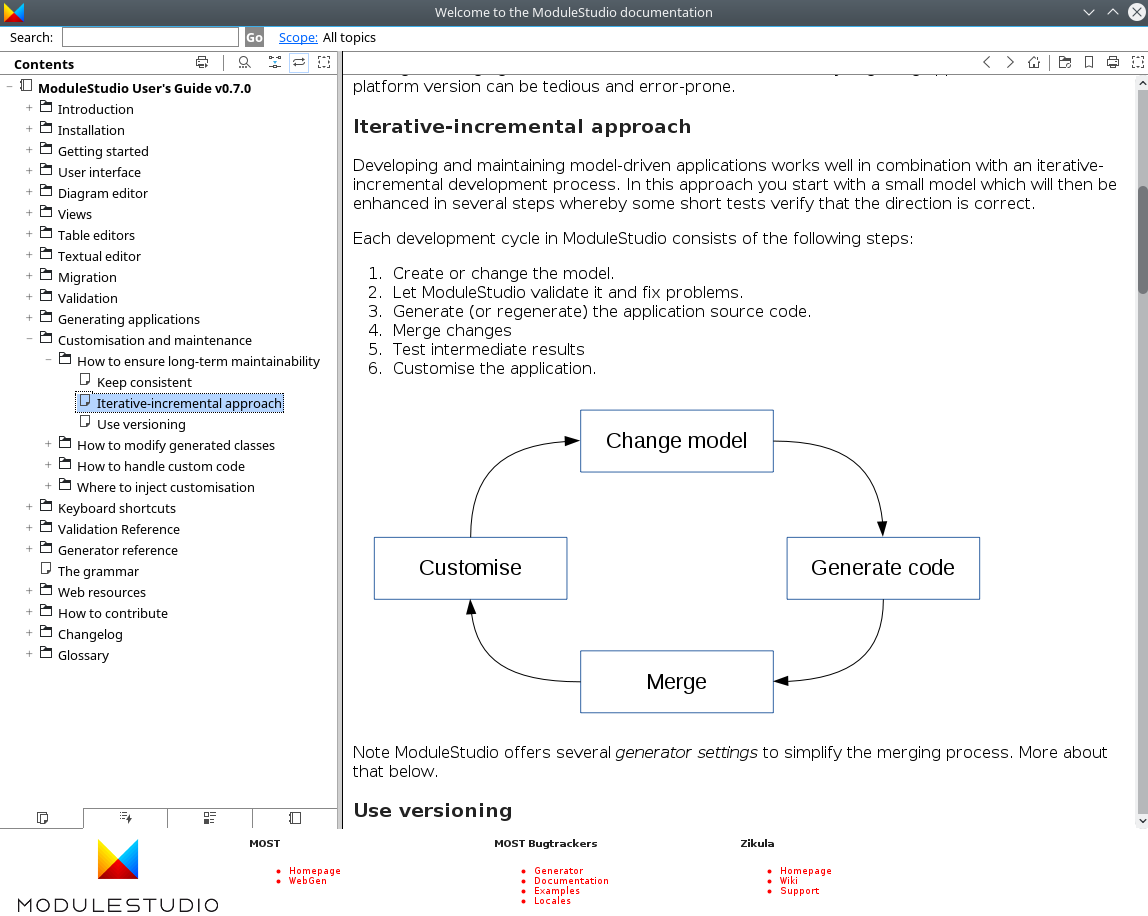 Welcome to the ModuleStudio documentation
Search:
Go
Scope: All topics
Contents
ModuleStudio User's Guide v0.7.0
Introduction
Installation
Getting started
User interface
Diagram editor
Views
Table editors
Textual editor
Migration
Validation
Generating applications
Customisation and maintenance
How to ensure long-term maintainability
Keep consistent
Iterative-incremental approach
Use versioning
How to modify generated classes
How to handle custom code
Where to inject customisation
Keyboard shortcuts
Validation Reference
Generator reference
The grammar
Web resources
How to contribute
Changelog
Glossary
platform version can be tedious and error-prone.
Iterative-incremental approach
Developing and maintaining model-driven applications works well in combination with an iterative-
incremental development process. In this approach you start with a small model which will then be
enhanced in several steps whereby some short tests verify that the direction is correct.
Each development cycle in ModuleStudio consists of the following steps:
1. Create or change the model.
2. Let ModuleStudio validate it and fix problems.
3. Generate (or regenerate) the application source code.
4. Merge changes
5. Test intermediate results
6. Customise the application.
Change model
Customise
Generate code
Merge
Note ModuleStudio offers several generator settings to simplify the merging process. More about
that below.
Use versioning
MODULESTUDIO
MOST
Homepage
WebGen
MOST Bugtrackers
Generator
Documentation
Examples
Locales
Zikula
Homepage
Wiki
Support